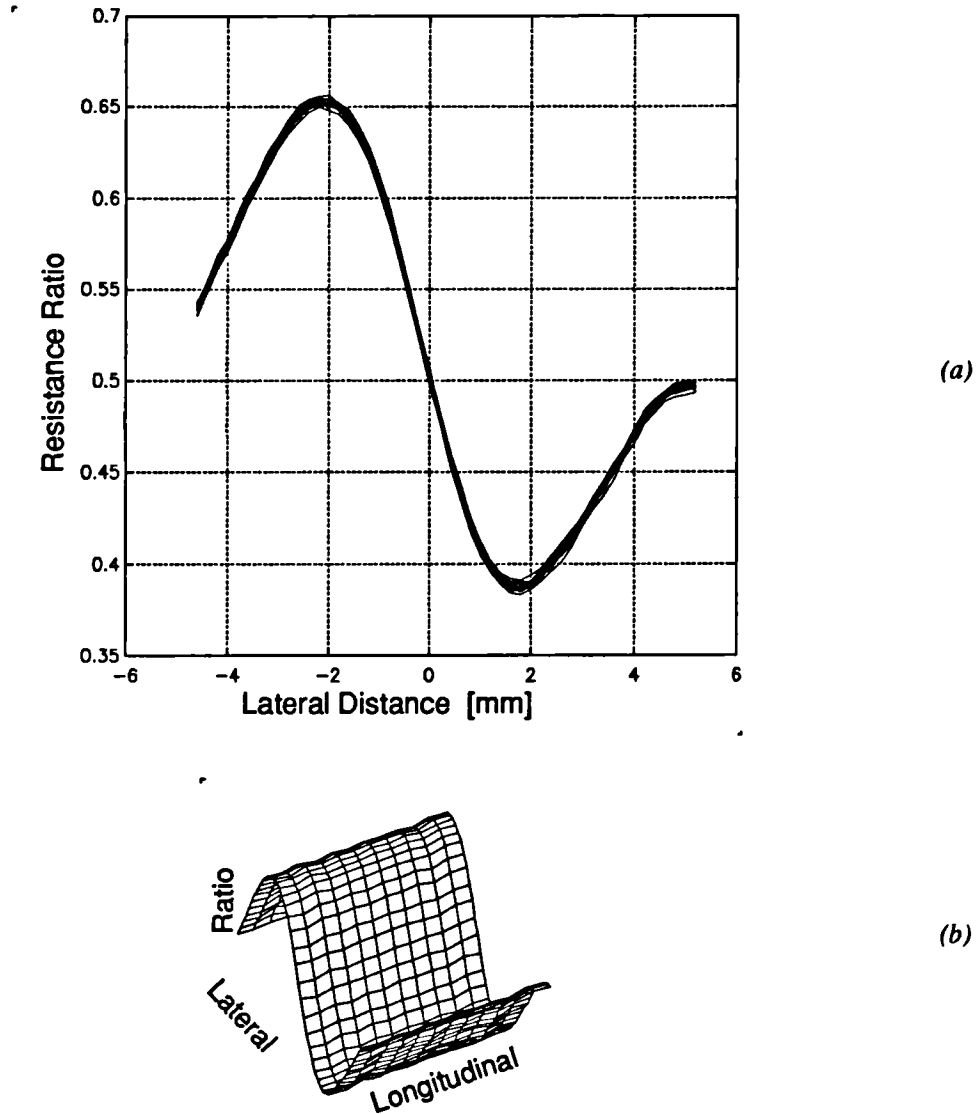 0.7
0.65
0.6
0.55
0.5
0.45
0.4
0.35
Resistance Ratio
-6 -4 -2 0 2 4 6
Lateral Distance [mm]
(a)
Ratio
Lateral
Longitudinal
(b)